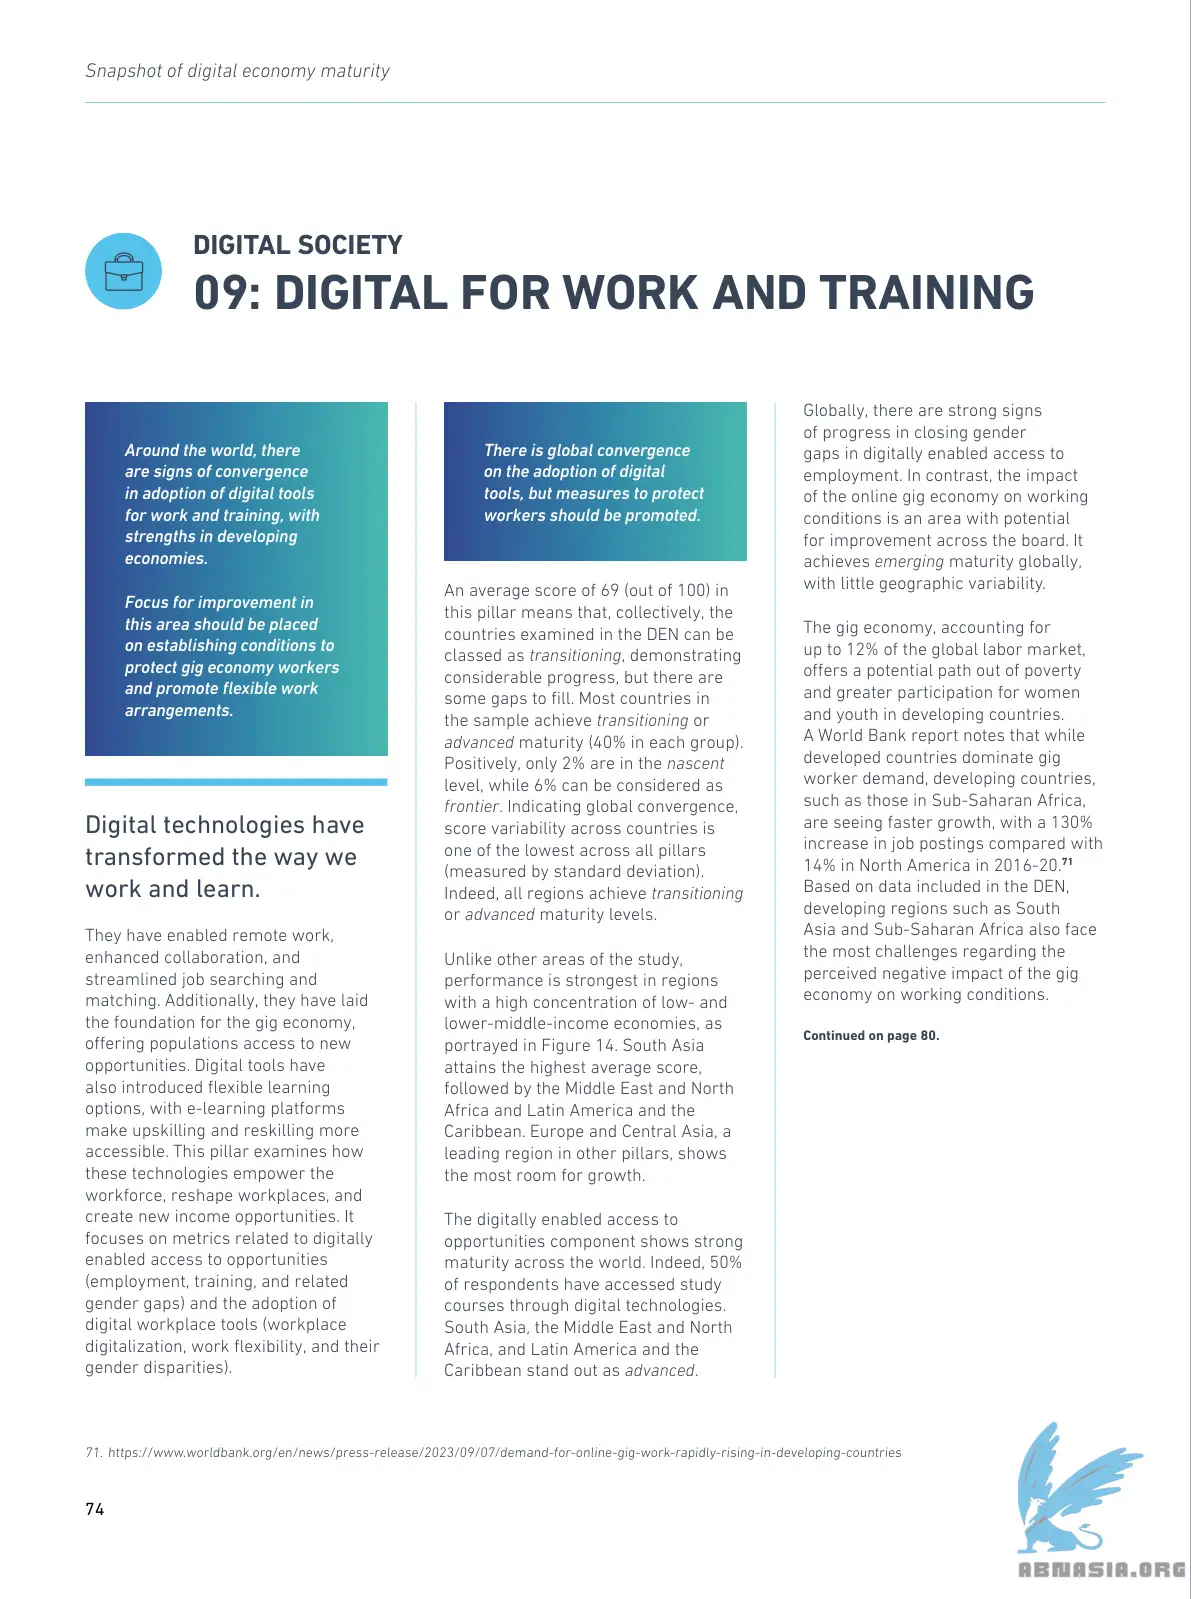 Snapshot of digital economy maturity
DIGITAL SOCIETY
09: DIGITAL FOR WORK AND TRAINING
Around the world, there
are signs of convergence
in adoption of digital tools
for work and training, with
strengths in developing
economies.
Focus for improvement in
this area should be placed
on establishing conditions to
protect gig economy workers
and promote flexible work
arrangements.
Digital technologies have
transformed the way we
work and learn.
They have enabled remote work,
enhanced collaboration, and
streamlined job searching and
matching. Additionally, they have laid
the foundation for the gig economy,
offering populations access to new
opportunities. Digital tools have
also introduced flexible learning
options, with e-learning platforms
make upskilling and reskilling more
accessible. This pillar examines how
these technologies empower the
workforce, reshape workplaces, and
create new income opportunities. It
focuses on metrics related to digitally
enabled access to opportunities
(employment, training, and related
gender gaps) and the adoption of
digital workplace tools (workplace
digitalization, work flexibility, and their
gender disparities).
There is global convergence
on the adoption of digital
tools, but measures to protect
workers should be promoted.
An average score of 69 (out of 100) in
this pillar means that, collectively, the
countries examined in the DEN can be
classed as transitioning, demonstrating
considerable progress, but there are
some gaps to fill. Most countries in
the sample achieve transitioning or
advanced maturity (40% in each group).
Positively, only 2% are in the nascent
level, while 6% can be considered as
frontier. Indicating global convergence,
score variability across countries is
one of the lowest across all pillars
(measured by standard deviation).
Indeed, all regions achieve transitioning
or advanced maturity levels.
Unlike other areas of the study,
performance is strongest in regions
with a high concentration of low- and
lower-middle-income economies, as
portrayed in Figure 14. South Asia
attains the highest average score,
followed by the Middle East and North
Africa and Latin America and the
Caribbean. Europe and Central Asia, a
leading region in other pillars, shows
the most room for growth.
The digitally enabled access to
opportunities component shows strong
maturity across the world. Indeed, 50%
of respondents have accessed study
courses through digital technologies.
South Asia, the Middle East and North
Africa, and Latin America and the
Caribbean stand out as advanced.
Globally, there are strong signs
of progress in closing gender
gaps in digitally enabled access to
employment. In contrast, the impact
of the online gig economy on working
conditions is an area with potential
for improvement across the board. It
achieves emerging maturity globally,
with little geographic variability.
The gig economy, accounting for
up to 12% of the global labor market,
offers a potential path out of poverty
and greater participation for women
and youth in developing countries.
A World Bank report notes that while
developed countries dominate gig
worker demand, developing countries,
such as those in Sub-Saharan Africa,
are seeing faster growth, with a 130%
increase in job postings compared with
14% in North America in 2016-20.71
Based on data included in the DEN,
developing regions such as South
Asia and Sub-Saharan Africa also face
the most challenges regarding the
perceived negative impact of the gig
economy on working conditions.
Continued on page 80.
71. https://www.worldbank.org/en/news/press-release/2023/09/07/demand-for-online-gig-work-rapidly-rising-in-developing-countries
74
ABNASIA.ORG